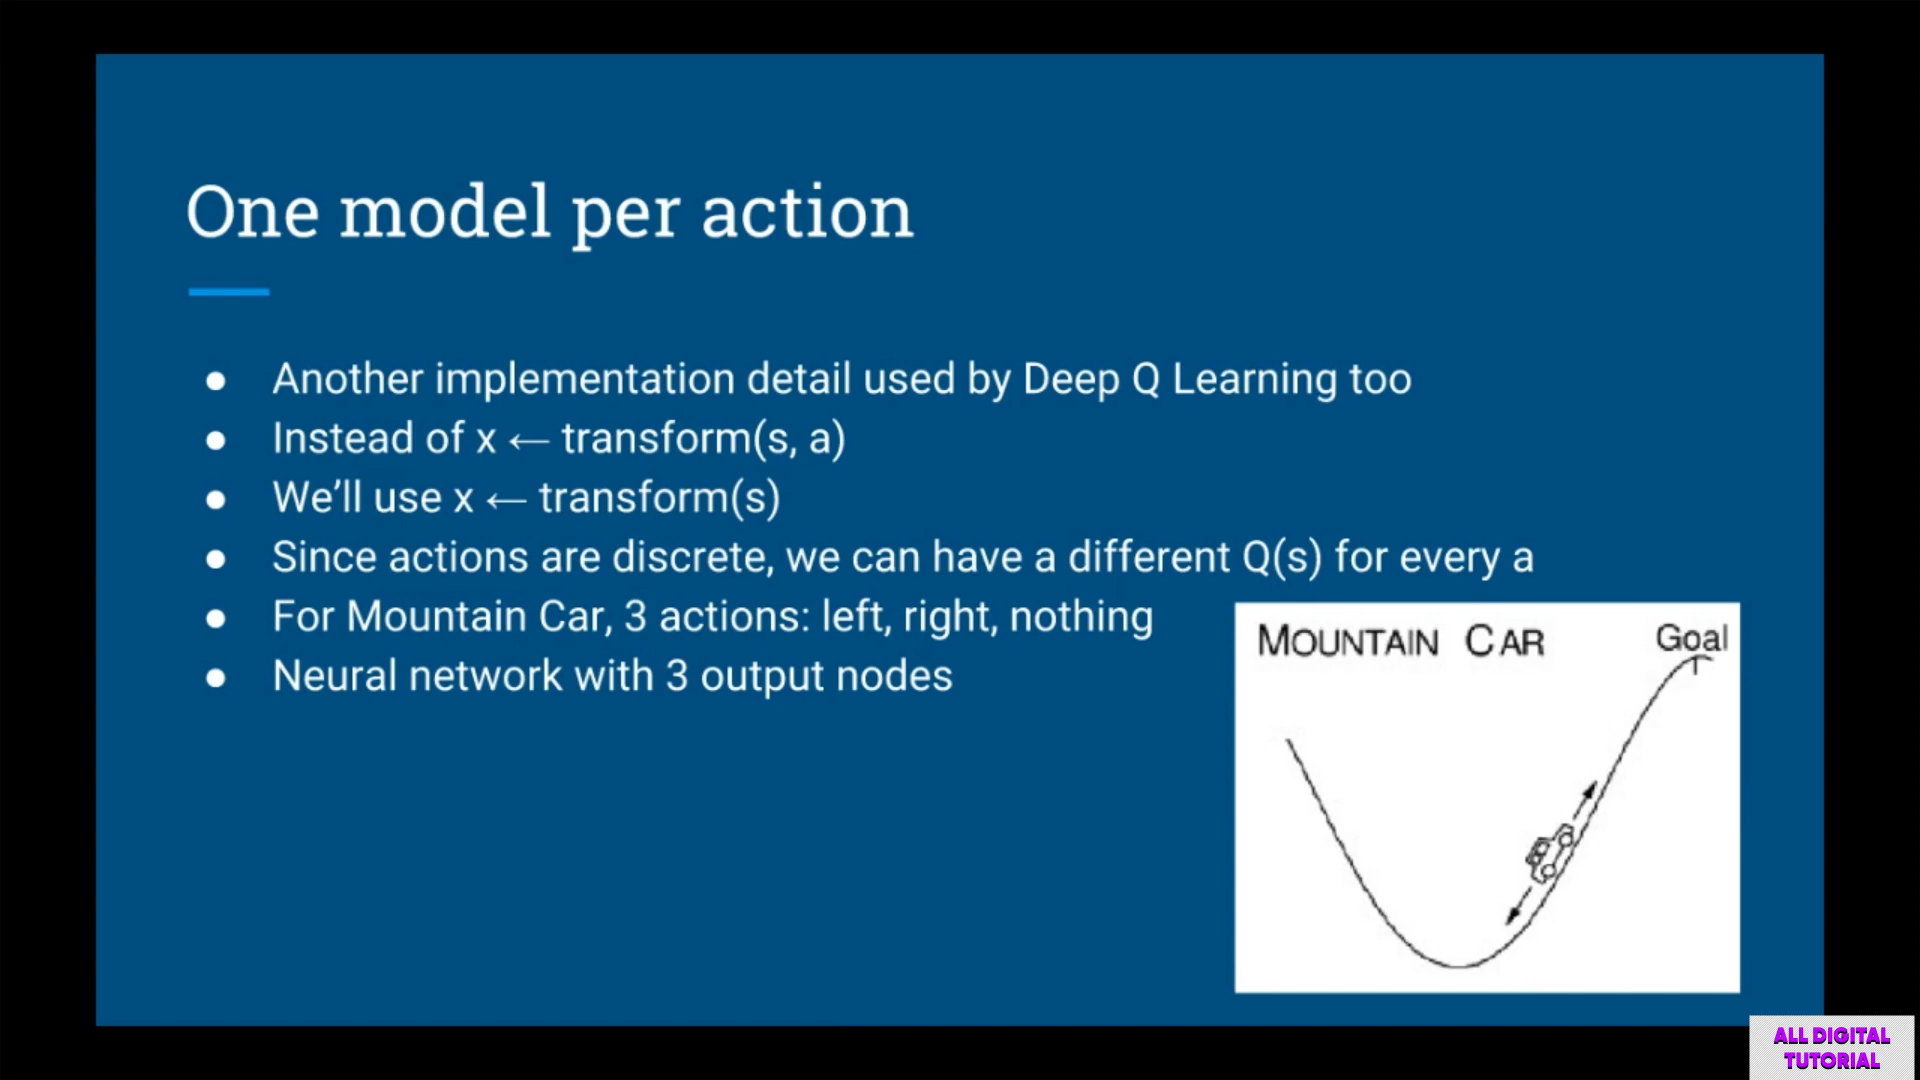 One model per action
● Another implementation detail used by Deep Q Learning too
● Instead of x ← transform(s, a)
● We’ll use x ← transform(s)
● Since actions are discrete, we can have a different Q(s) for every a
● For Mountain Car, 3 actions: left, right, nothing
● Neural network with 3 output nodes
MOUNTAIN CAR
Goal
ALL DIGITAL
TUTORIAL